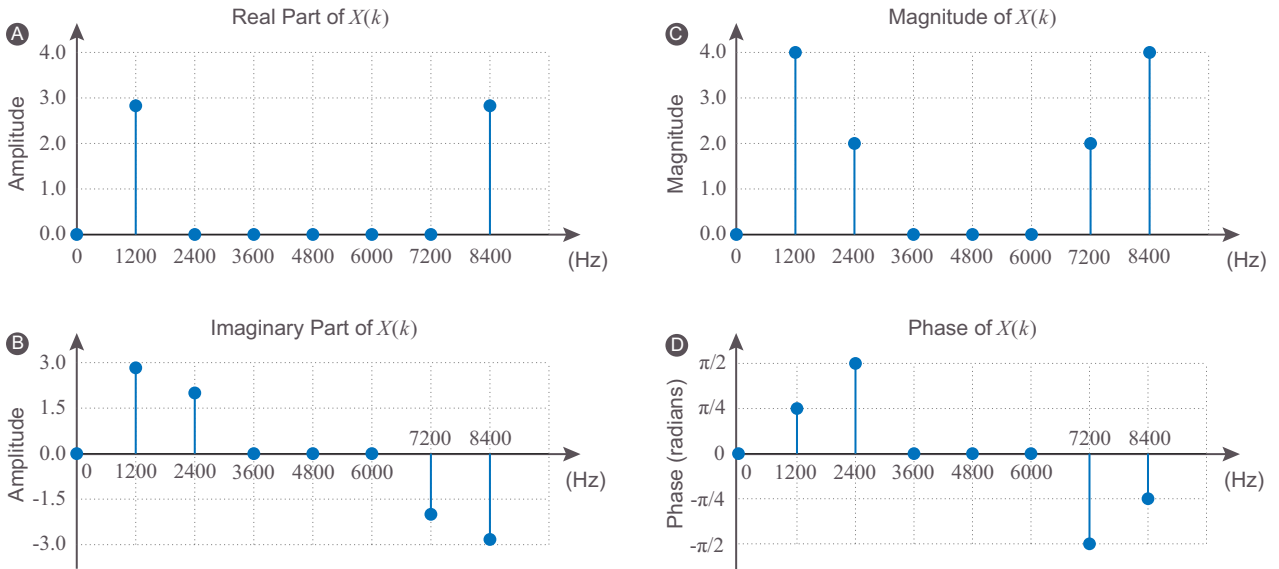 A
Real Part of X(k)
Amplitude
4.0
3.0
2.0
1.0
0.0
0 1200 2400 3600 4800 6000 7200 8400
(Hz)
C
Magnitude of X(k)
Magnitude
4.0
3.0
2.0
1.0
0.0
0 1200 2400 3600 4800 6000 7200 8400
(Hz)
B
Imaginary Part of X(k)
Amplitude
3.0
1.5
0.0
-1.5
-3.0
7200 8400
0 1200 2400 3600 4800 6000
(Hz)
D
Phase of X(k)
Phase (radians)
π/2
π/4
0
-π/4
-π/2
7200 8400
0 1200 2400 3600 4800 6000
(Hz)